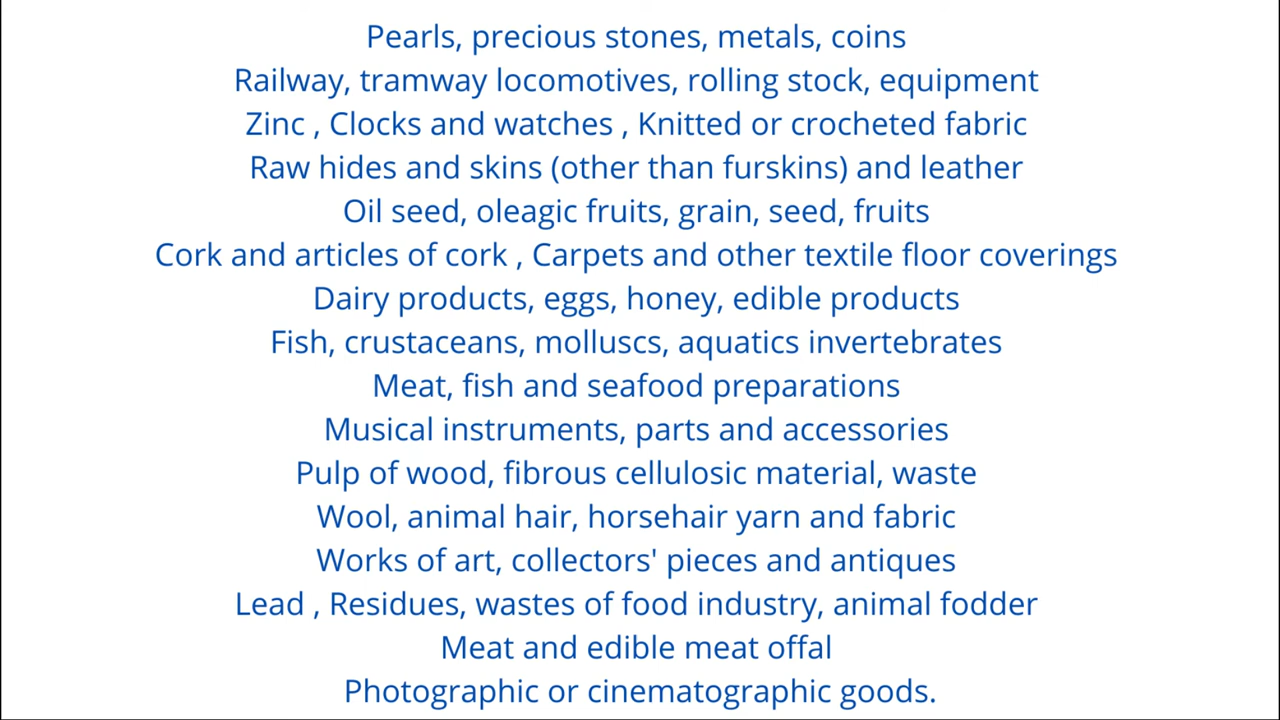 Pearls, precious stones, metals, coins
Railway, tramway locomotives, rolling stock, equipment
Zinc , Clocks and watches , Knitted or crocheted fabric
Raw hides and skins (other than furskins) and leather
Oil seed, oleagic fruits, grain, seed, fruits
Cork and articles of cork , Carpets and other textile floor coverings
Dairy products, eggs, honey, edible products
Fish, crustaceans, molluscs, aquatics invertebrates
Meat, fish and seafood preparations
Musical instruments, parts and accessories
Pulp of wood, fibrous cellulosic material, waste
Wool, animal hair, horsehair yarn and fabric
Works of art, collectors' pieces and antiques
Lead , Residues, wastes of food industry, animal fodder
Meat and edible meat offal
Photographic or cinematographic goods.